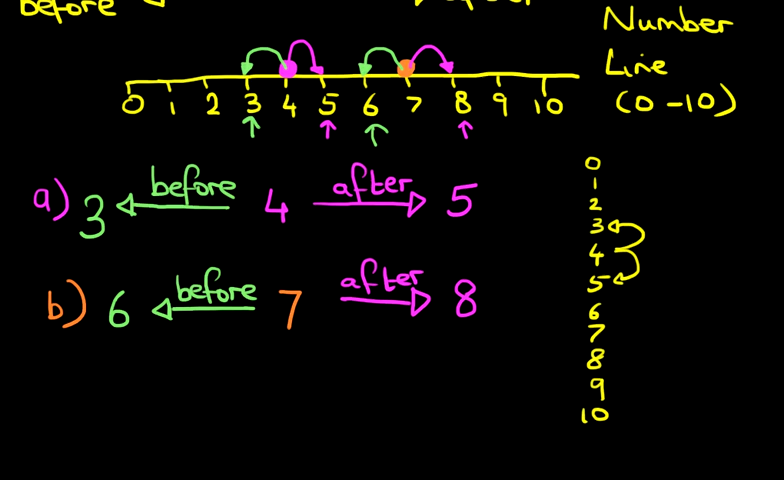 before
Number
Line
(0-10)
0 1 2 3 4 5 6 7 8 9 10
a) 3 before 4 after 5
b) 6 before 7 after 8
0
1
2
3
4
5
6
7
8
9
10